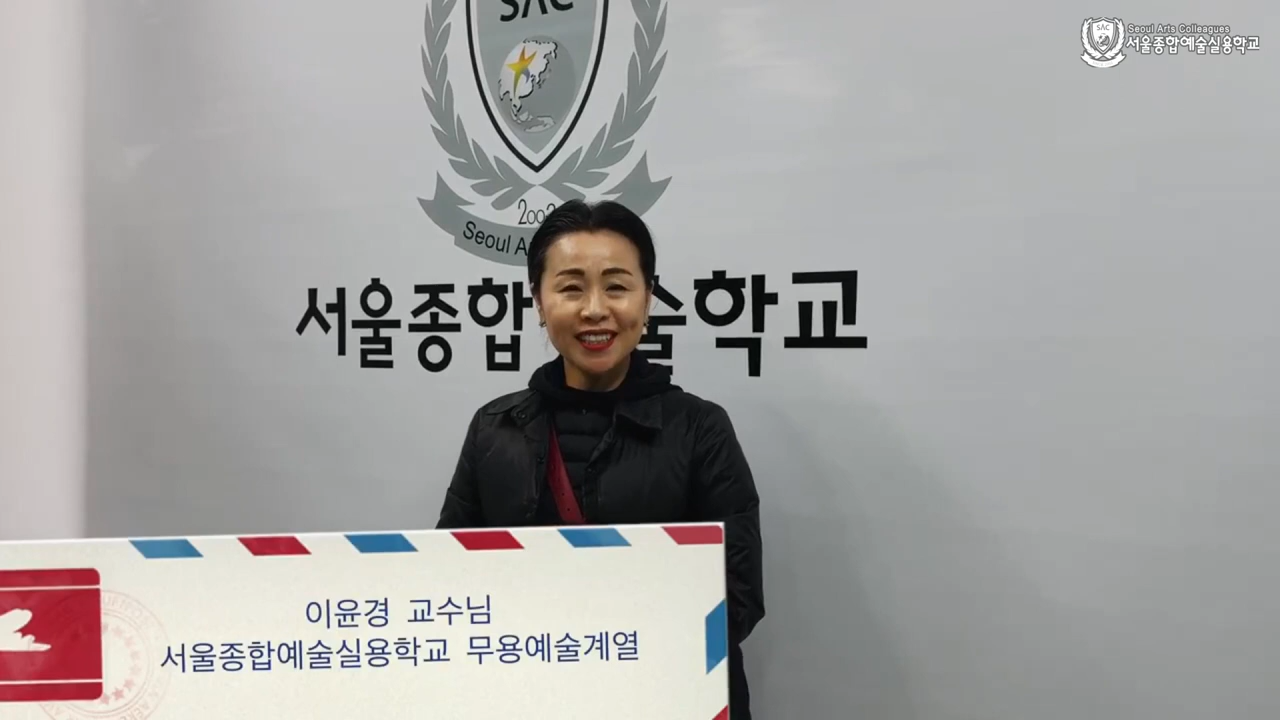 Seoul Arts Colleagues
SAC 서울종합예술실용학교
SAC
2003
Seoul A
서울종합 술학교
이윤경 교수님
서울종합예술실용학교 무용예술계열